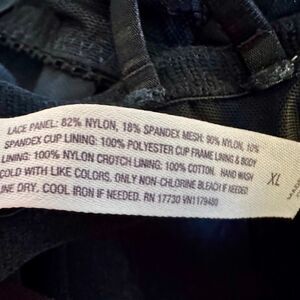 LACE PANEL: 82% NYLON, 18% SPANDEX MESH: 90% NYLON, 10%
SPANDEX CUP LINING: 100% POLYESTER CUP FRAME LINING & BODY
LINING: 100% NYLON CROTCH LINING: 100% COTTON. HAND WASH
COLD WITH LIKE COLORS. ONLY NON-CHLORINE BLEACH IF NEEDED
LINE DRY. COOL IRON IF NEEDED. RN 17730 VN1179480
XL